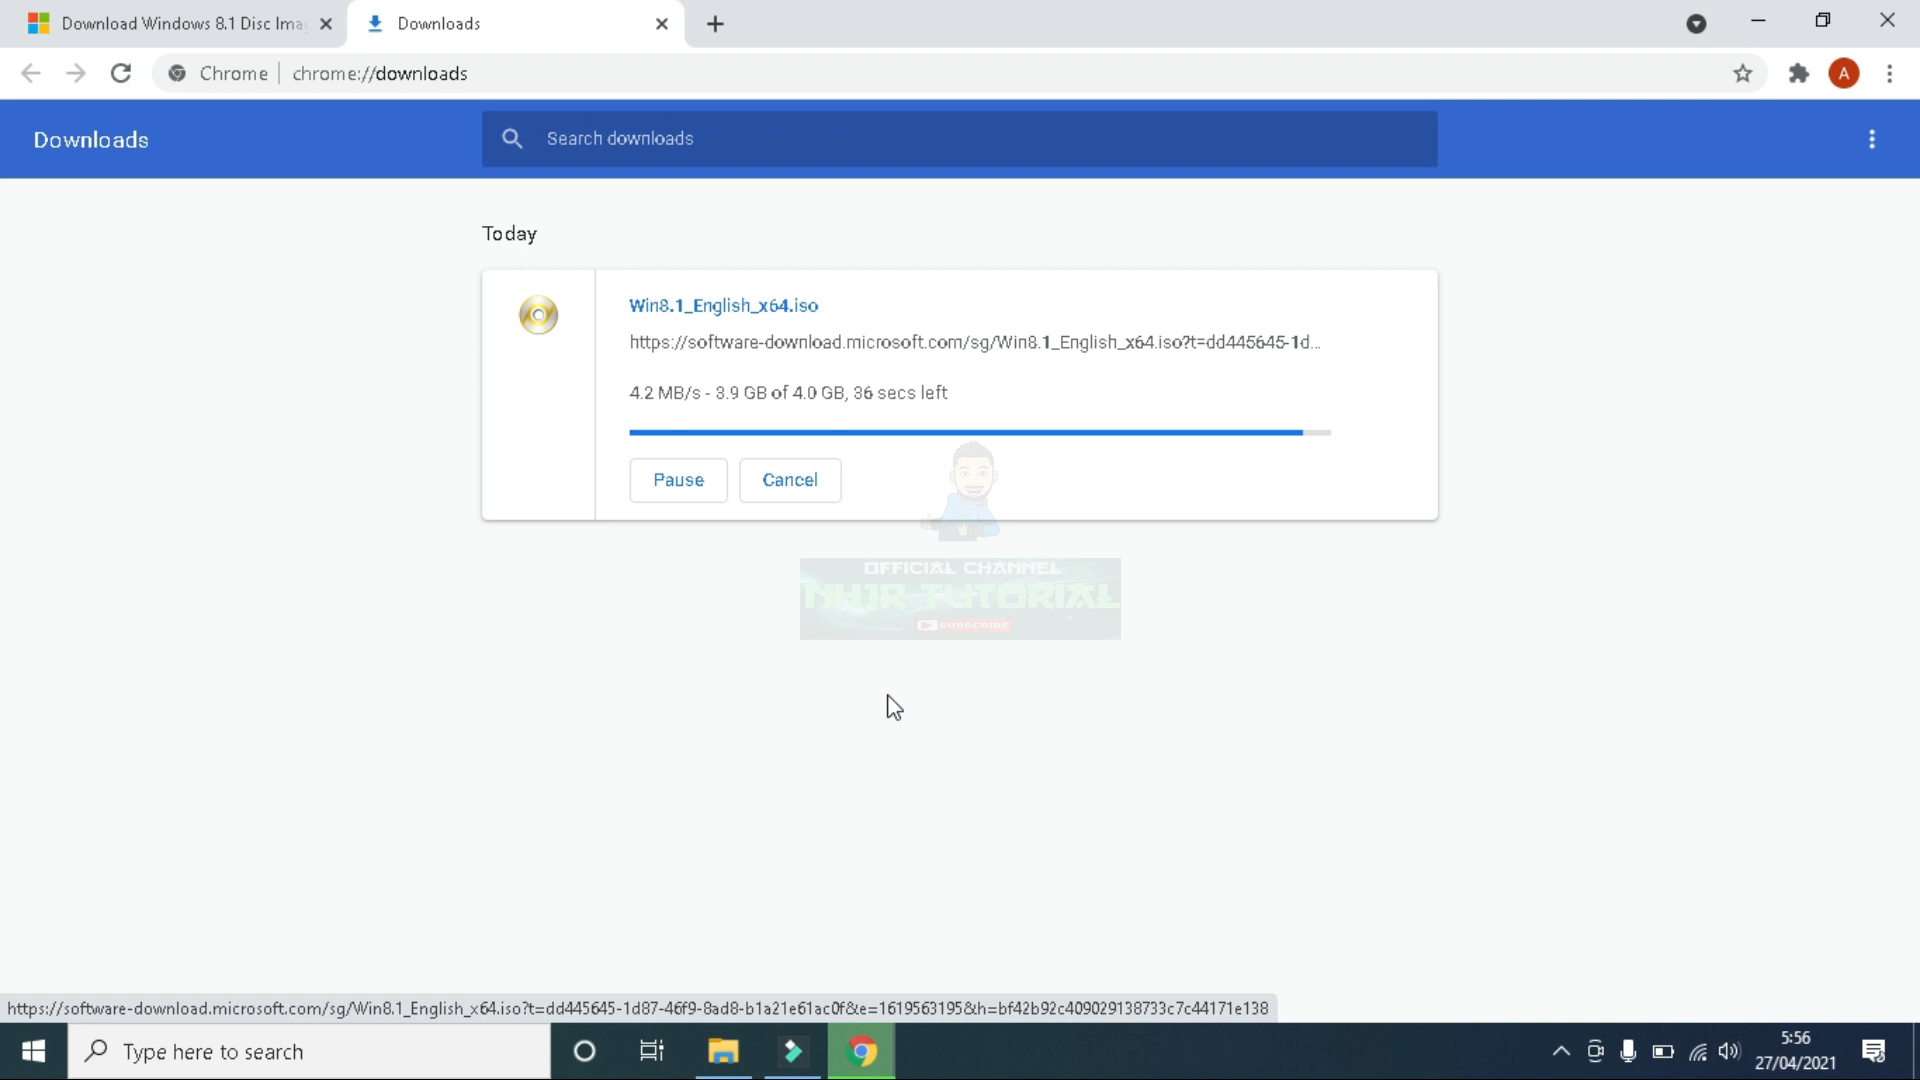 Download Windows 8.1 Disc Ima
Downloads
Chrome
chrome://downloads
A
Downloads
Search downloads
Today
Win8.1_English_x64.iso
https://software-download.microsoft.com/sg/Win8.1_English_x64.iso?t=dd445645-1d...
4.2 MB/s - 3.9 GB of 4.0 GB, 36 secs left
Pause
Cancel
OFFICIAL CHANNEL
NHJR TUTORIAL
SUBSCRIBE
https://software-download.microsoft.com/sg/Win8.1_English_x64.iso?t=dd445645-1d87-46f9-8ad8-b1a21e61ac0f&e=1619563195&h=bf42b92c409029138733c7c44171e138
Type here to search
5:56
27/04/2021